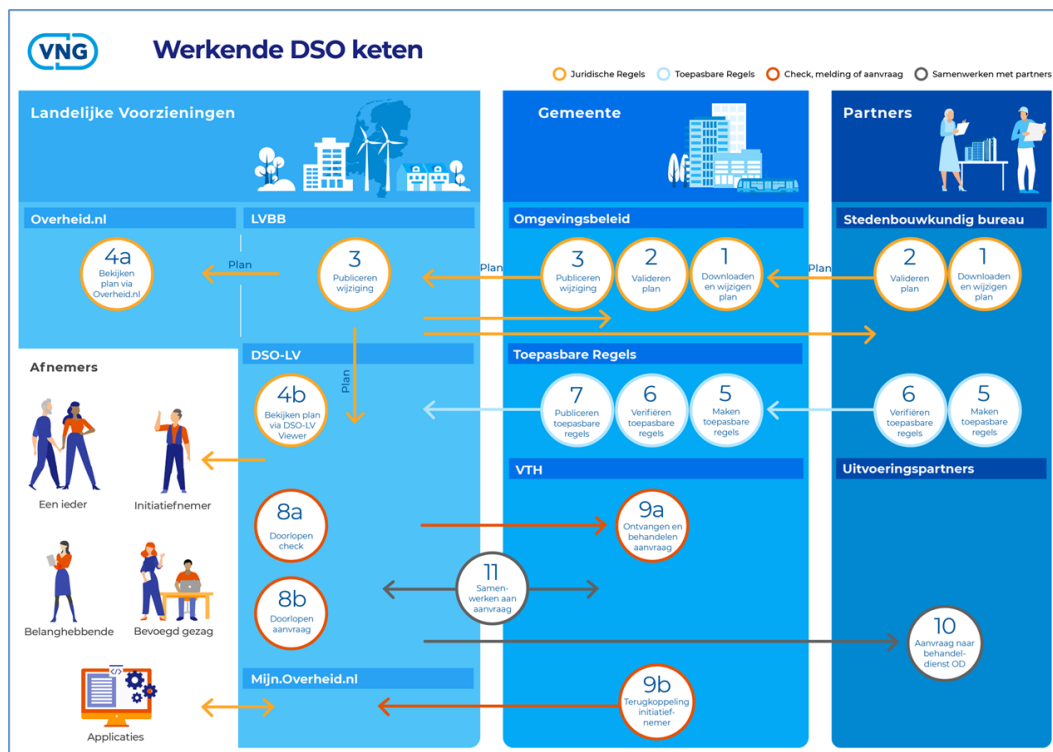 VNG
Werkende DSO keten
Juridische Regels
Toepasbare Regels
Check, melding of aanvraag
Samenwerken met partners
Landelijke Voorzieningen
Gemeente
Partners
Overheid.nl
LVBB
Omgevingsbeleid
Stedenbouwkundig bureau
4a
Bekijken
plan via
Overheid.nl
Plan
3
Publiceren
wijziging
Plan
3
Publiceren
wijziging
2
Valideren
plan
1
Downloaden
en wijzigen
plan
Plan
2
Valideren
plan
1
Downloaden
en wijzigen
plan
Plan
Afnemers
DSO-LV
Toepasbare Regels
4b
Bekijken plan
via DSO-LV
Viewer
7
Publiceren
toepasbare
regels
6
Verifiëren
toepasbare
regels
5
Maken
toepasbare
regels
6
Verifiëren
toepasbare
regels
5
Maken
toepasbare
regels
Een ieder
Initiatiefnemer
VTH
Uitvoeringspartners
8a
Doorlopen
check
9a
Ontvangen en
behandelen
aanvraag
11
Samen-
werken aan
aanvraag
8b
Doorlopen
aanvraag
Belanghebbende
Bevoegd gezag
10
Aanvraag naar
behandel-
dienst OD
Mijn.Overheid.nl
9b
Terugkoppeling
initiatief-
nemer
</>
Applicaties